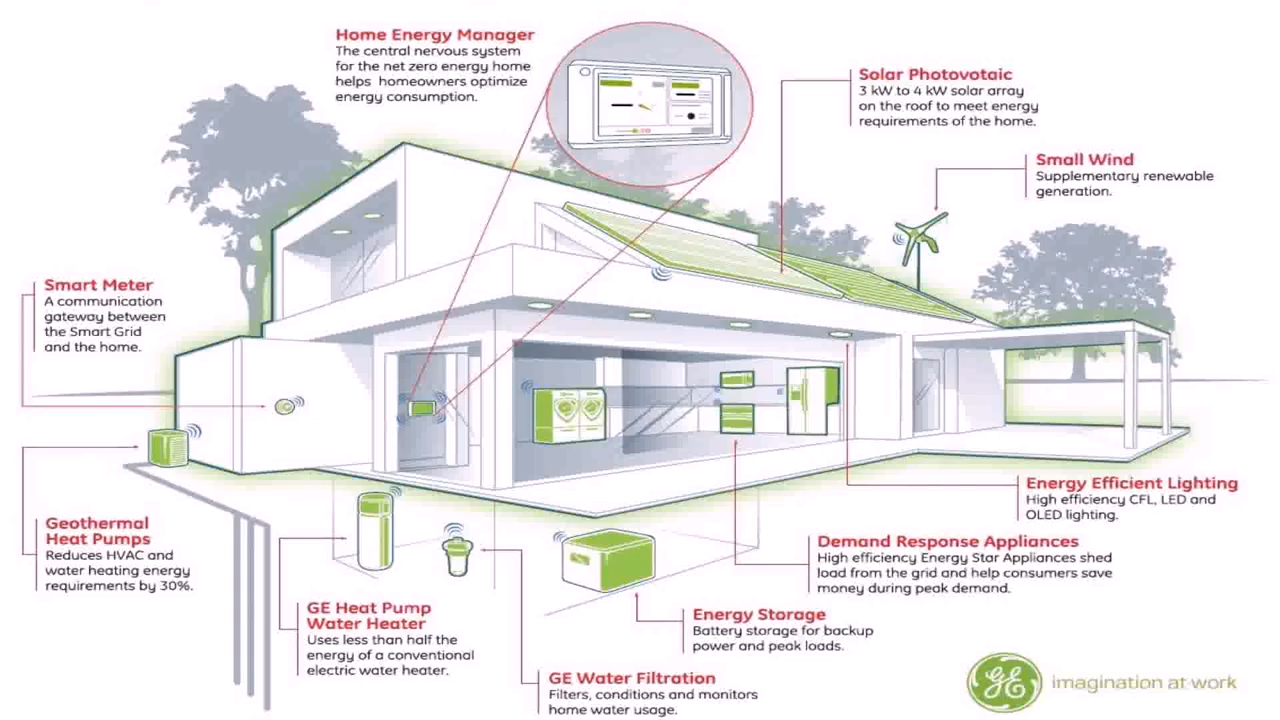 Home Energy Manager
The central nervous system
for the net zero energy home
helps homeowners optimize
energy consumption.
Solar Photovotaic
3 kW to 4 kW solar array
on the roof to meet energy
requirements of the home.
Small Wind
Supplementary renewable
generation.
Smart Meter
A communication
gateway between
the Smart Grid
and the home.
Geothermal
Heat Pumps
Reduces HVAC and
water heating energy
requirements by 30%.
GE Heat Pump
Water Heater
Uses less than half the
energy of a conventional
electric water heater.
GE Water Filtration
Filters, conditions and monitors
home water usage.
Energy Storage
Battery storage for backup
power and peak loads.
Demand Response Appliances
High efficiency Energy Star Appliances shed
load from the grid and help consumers save
money during peak demand.
Energy Efficient Lighting
High efficiency CFL, LED and
OLED lighting.
GE imagination at work